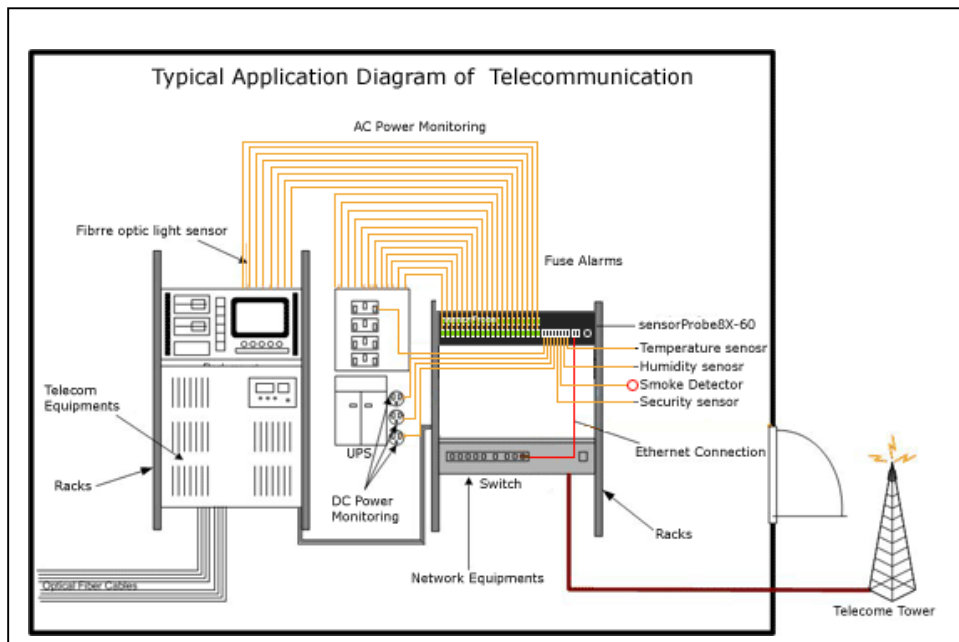 Typical Application Diagram of Telecommunication
AC Power Monitoring
Fibrre optic light sensor
Fuse Alarms
sensorProbe8X-60
Temperature senosr
Humidity senosr
Smoke Detector
Security sensor
Telecom
Equipments
Racks
UPS
DC Power
Monitoring
Switch
Ethernet Connection
Racks
Network Equipments
Optical Fiber Cables
Telecome Tower